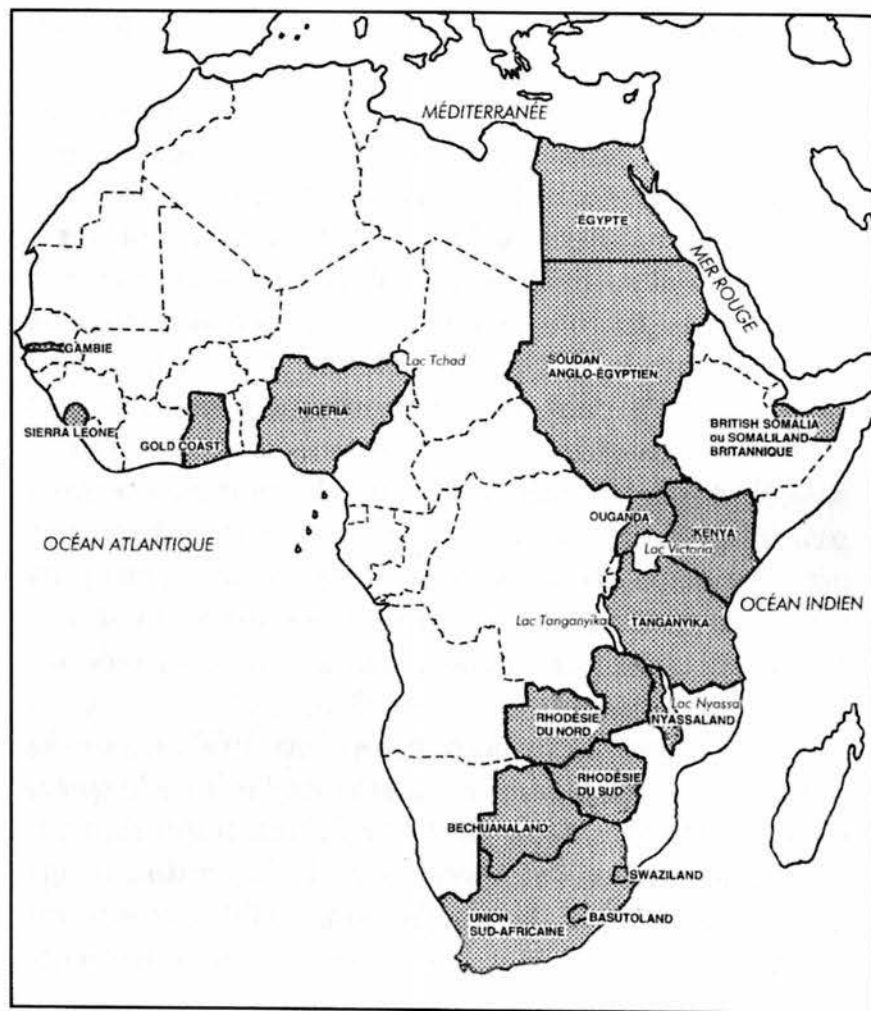 MÉDITERRANÉE
ÉGYPTE
MER ROUGE
GAMBIE
Lac Tchad
SOUDAN
ANGLO-ÉGYPTIEN
NIGERIA
SIERRA LEONE
GOLD COAST
BRITISH SOMALIA
ou SOMALILAND
BRITANNIQUE
OUGANDA
KENYA
OCÉAN ATLANTIQUE
Lac Victoria
OCÉAN INDIEN
Lac Tanganyika
TANGANYIKA
Lac Nyassa
NYASSALAND
RHODÉSIE
DU NORD
RHODÉSIE
DU SUD
BECHUANALAND
SWAZILAND
UNION
SUD-AFRICAINE
BASUTOLAND